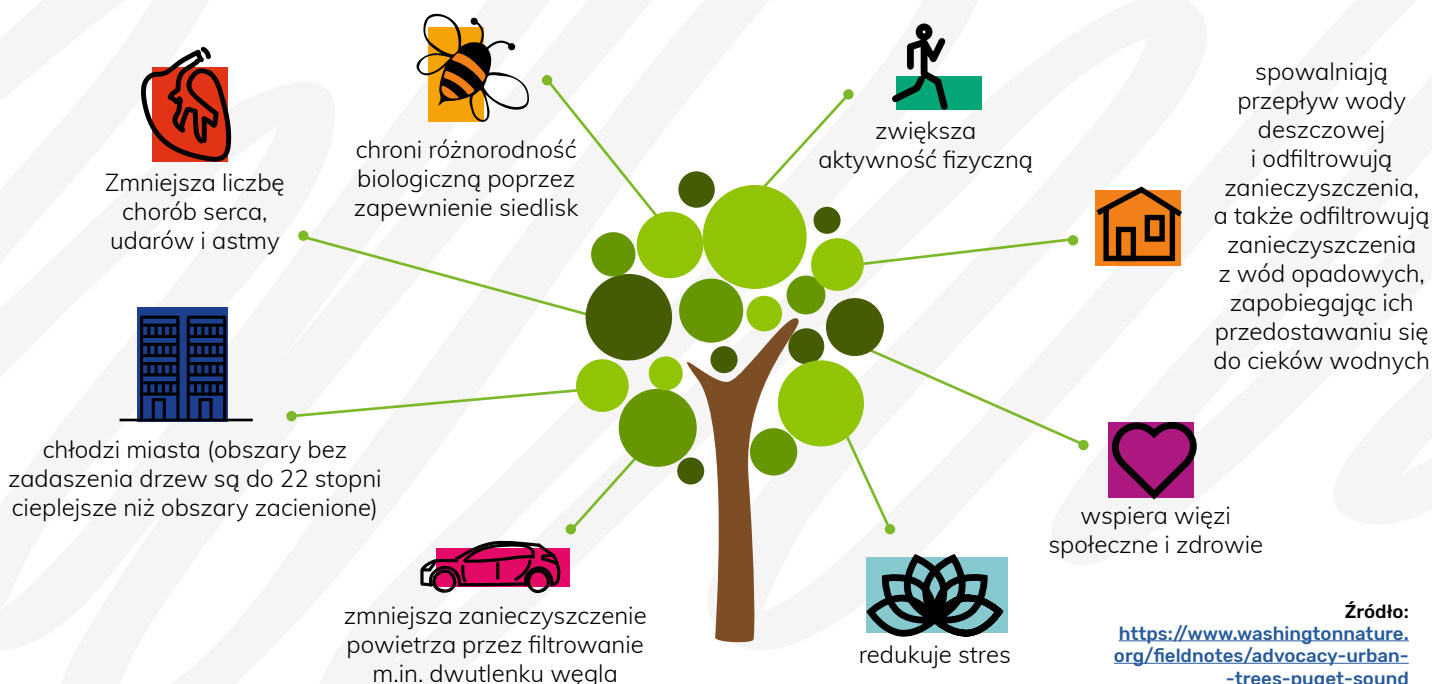 Zmniejsza liczbę
chorób serca,
udarów i astmy
chroni różnorodność
biologiczną poprzez
zapewnienie siedlisk
zwiększa
aktywność fizyczną
spowalniają
przepływ wody
deszczowej
i odfiltrowują
zanieczyszczenia,
a także odfiltrowują
zanieczyszczenia
z wód opadowych,
zapobiegając ich
przedostawaniu się
do cieków wodnych
chłodzi miasta (obszary bez
zadaszenia drzew są do 22 stopni
cieplejsze niż obszary zacienione)
wspiera więzi
społeczne i zdrowie
zmniejsza zanieczyszczenie
powietrza przez filtrowanie
m.in. dwutlenku węgla
redukuje stres
Źródło:
https://www.washingtonnature.
org/fieldnotes/advocacy-urban-
-trees-puget-sound